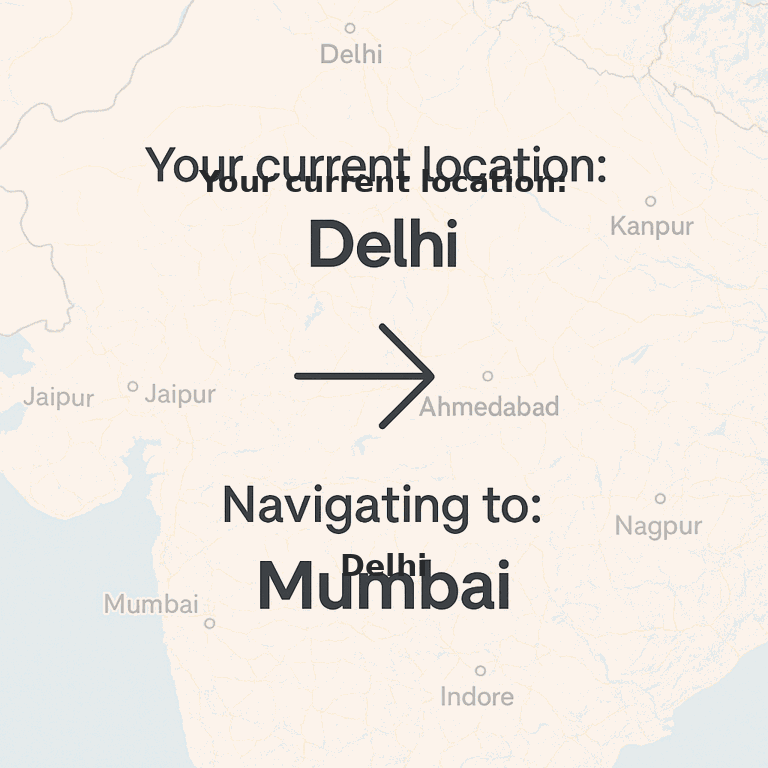 Delhi
Your current location:
Your current location:
Kanpur
Delhi
Jaipur
Jaipur
Ahmedabad
Navigating to:
Nagpur
Delhi
Mumbai
Mumbai
Indore